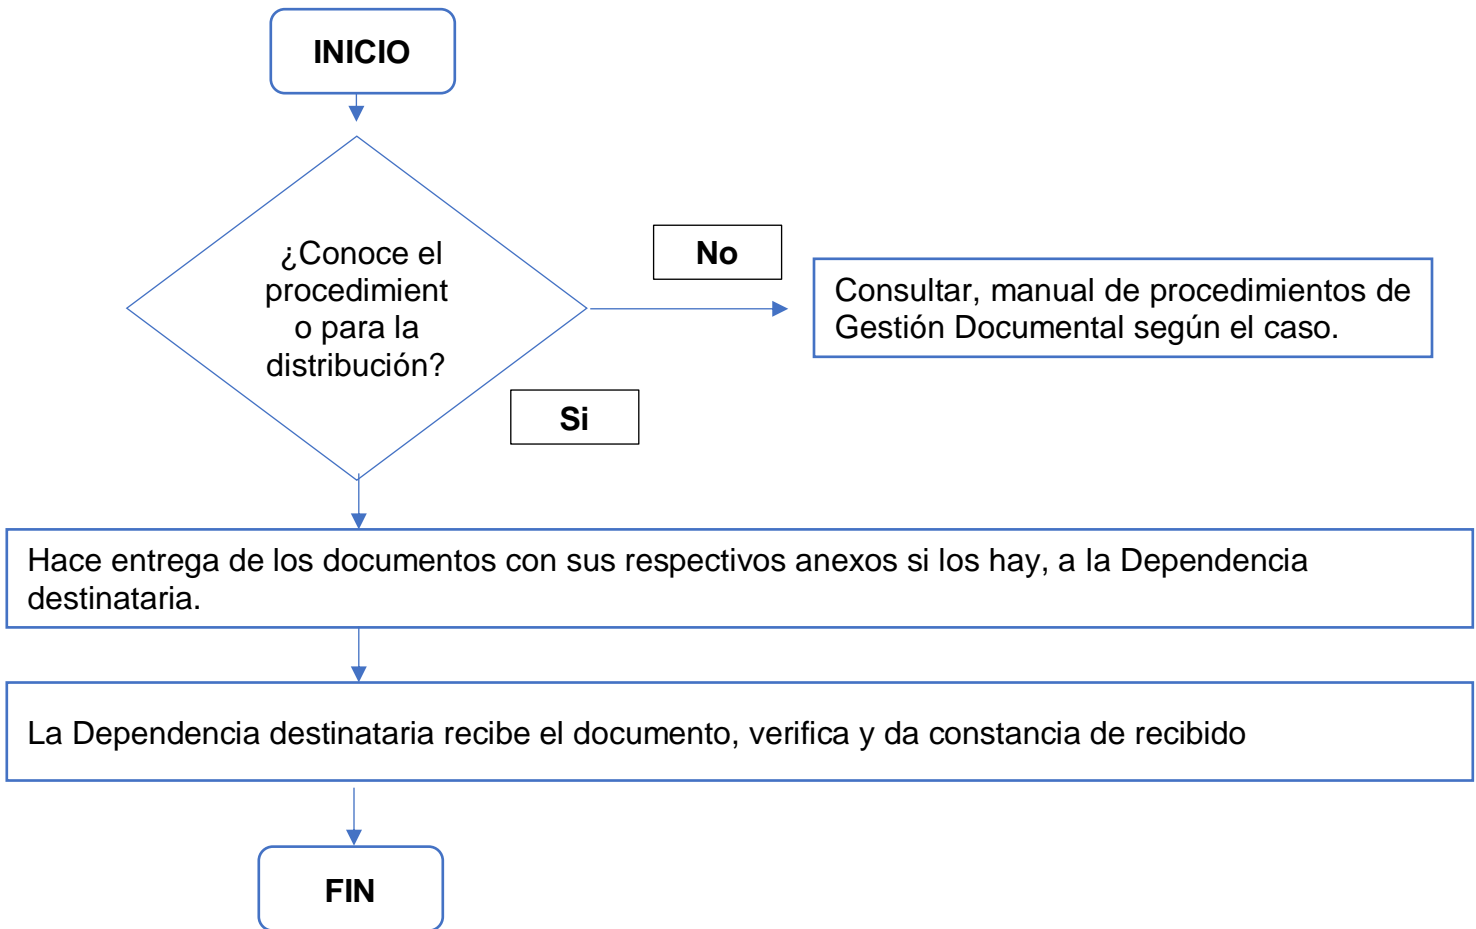 INICIO
¿Conoce el
procedimient
o para la
distribución?
No
Consultar, manual de procedimientos de
Gestión Documental según el caso.
Si
Hace entrega de los documentos con sus respectivos anexos si los hay, a la Dependencia
destinataria.
La Dependencia destinataria recibe el documento, verifica y da constancia de recibido
FIN